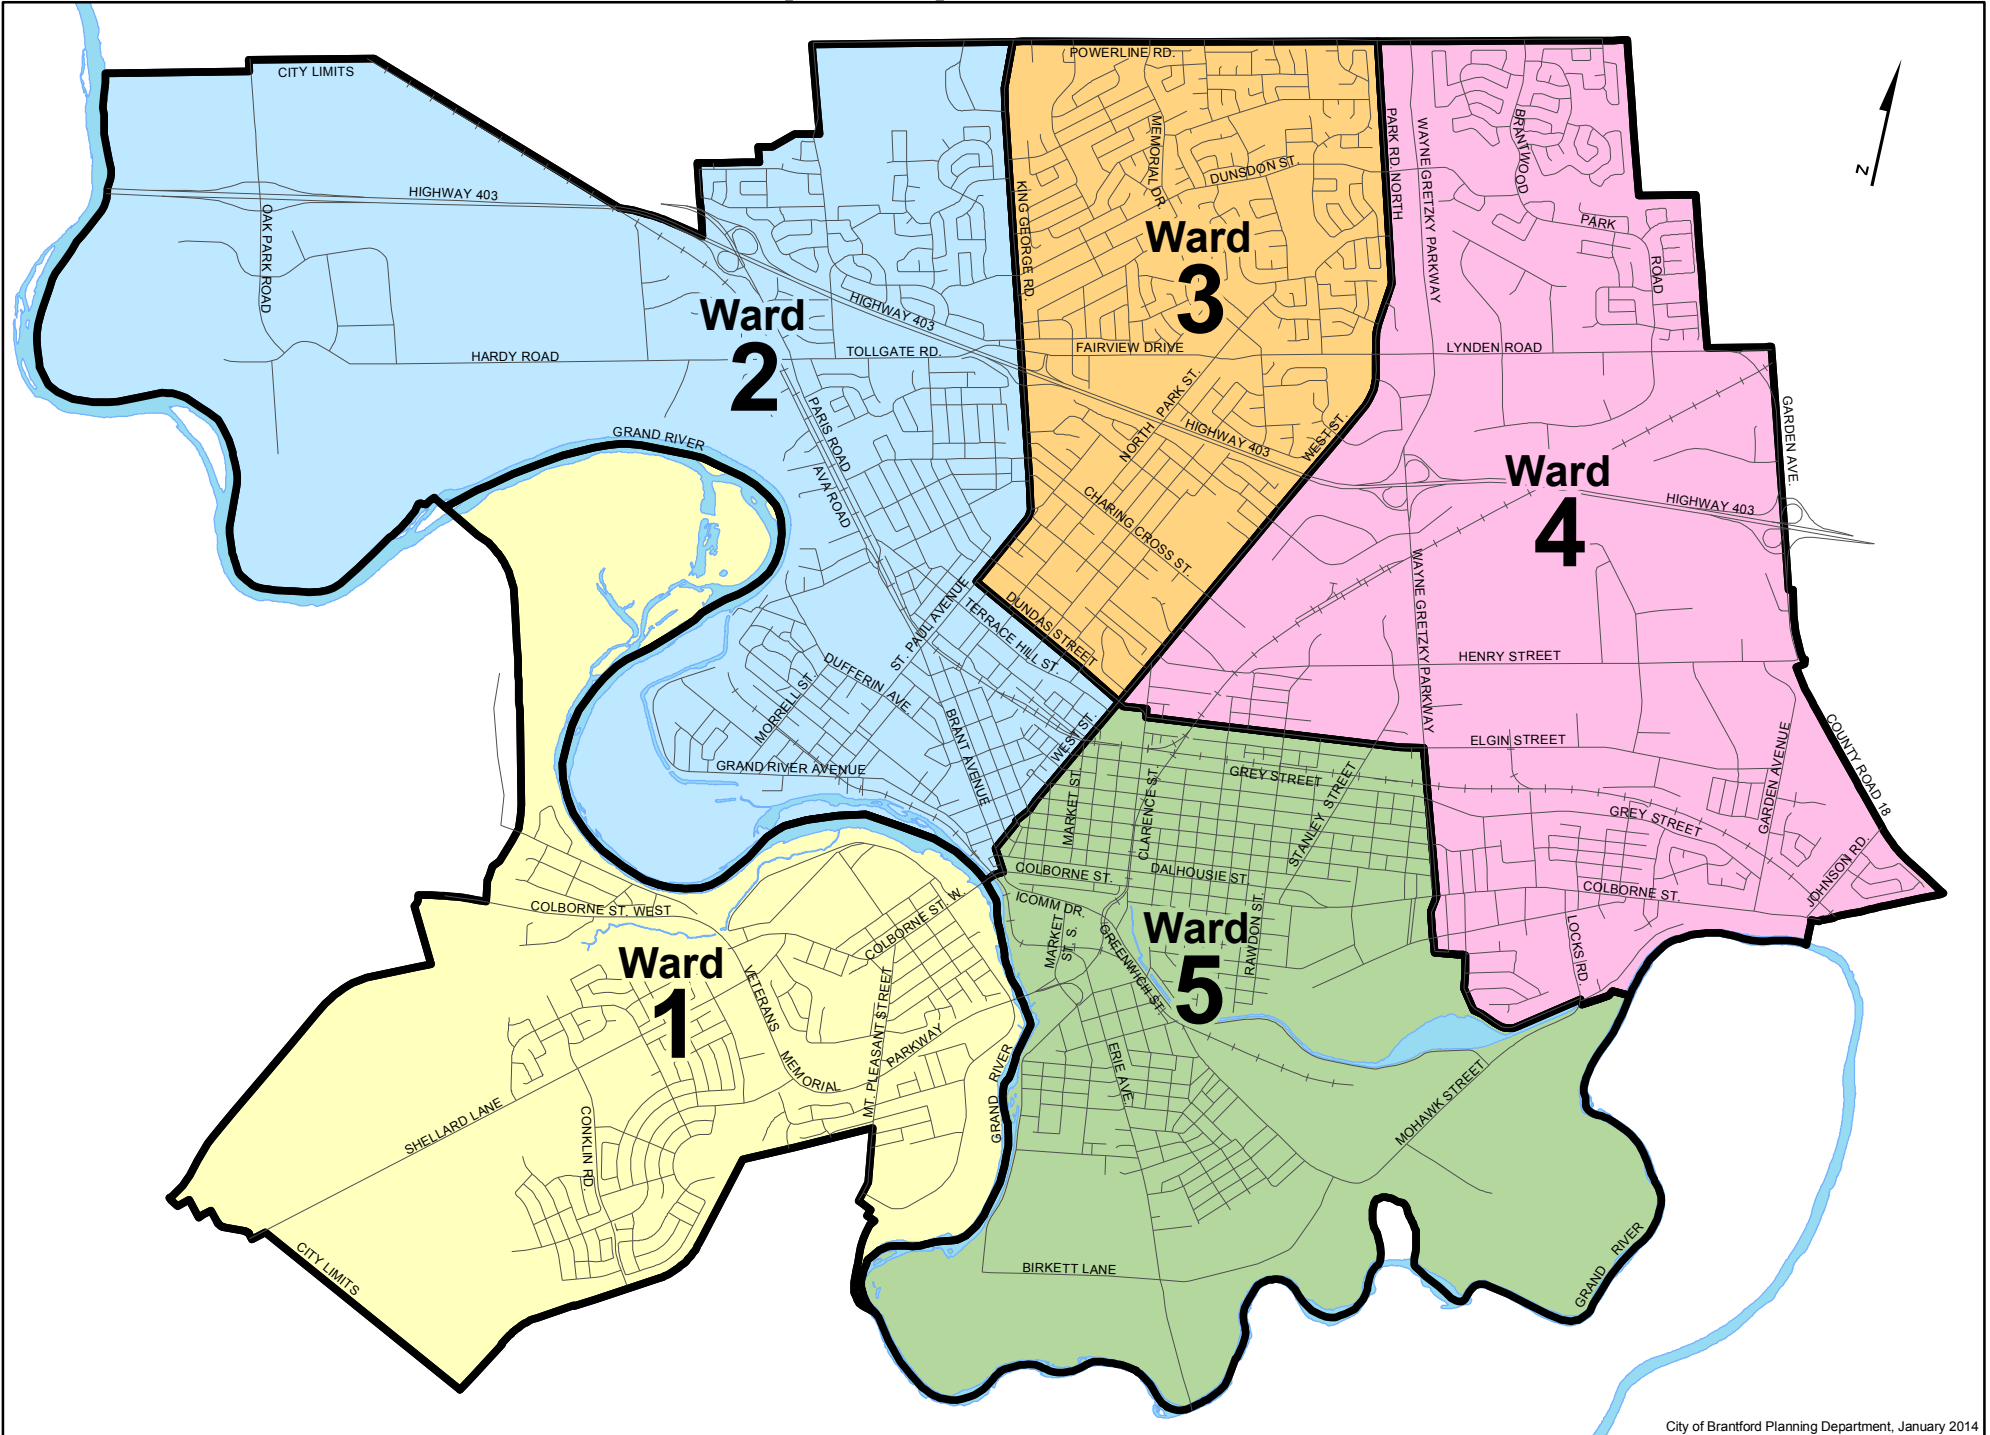 POWERLINE RD.
CITY LIMITS
HIGHWAY 403
OAK PARK ROAD
HARDY ROAD
Ward
2
HIGHWAY 403
TOLLGATE RD.
KING GEORGE RD.
MEMORIAL DR.
DUNSDON ST.
Ward
3
FAIRVIEW DRIVE
NORTH PARK ST.
HIGHWAY 403
WEST ST.
CHARING CROSS ST.
DUNDAS STREET
PARK RD. NORTH
WAYNE GRETZKY PARKWAY
BRANTWOOD
PARK
ROAD
LYNDEN ROAD
GARDEN AVE.
Ward
4
HIGHWAY 403
WAYNE GRETZKY PARKWAY
HENRY STREET
ELGIN STREET
GARDEN AVENUE
COUNTY ROAD 18
GREY STREET
JOHNSON RD.
COLBORNE ST.
LOCKS RD.
GRAND RIVER
PARIS ROAD
AVA ROAD
ST. PAUL AVENUE
TERRACE HILL ST.
DUFFERIN AVE.
MORRELL ST.
BRANT AVENUE
WEST ST.
GRAND RIVER AVENUE
GREY STREET
STANLEY STREET
MARKET ST.
CLARENCE ST.
COLBORNE ST.
DALHOUSIE ST.
ICOMM DR.
MARKET
ST. S.
GREENWICH ST.
RAWDON ST.
Ward
5
ERIE AVE.
MOHAWK STREET
BIRKETT LANE
GRAND RIVER
COLBORNE ST. WEST
COLBORNE ST. W.
Ward
1
VETERANS
MEMORIAL
PARKWAY
MT. PLEASANT STREET
GRAND RIVER
SHELLARD LANE
CONKLIN RD.
CITY LIMITS
N
City of Brantford Planning Department, January 2014